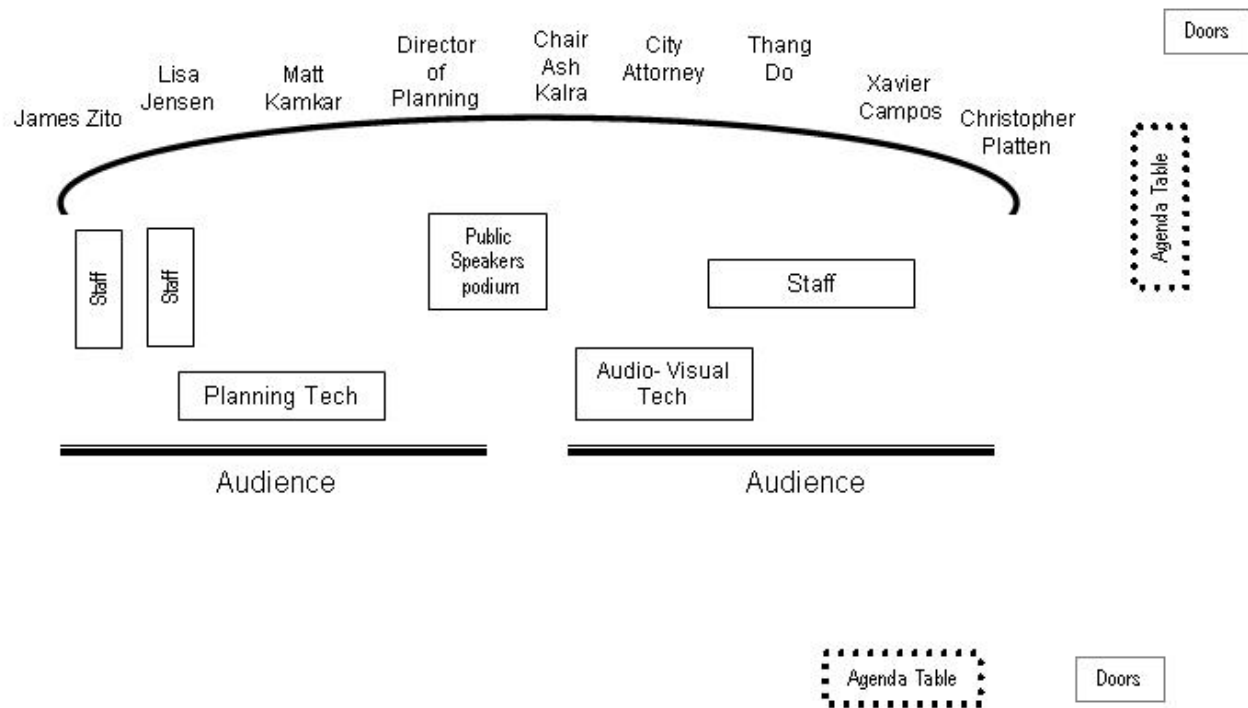 Doors
James Zito
Lisa
Jensen
Matt
Kamkar
Director
of
Planning
Chair
Ash
Kalra
City
Attorney
Thang
Do
Xavier
Campos
Christopher
Platten
Agenda Table
Staff
Staff
Public
Speakers
podium
Staff
Planning Tech
Audio- Visual
Tech
Audience
Audience
Agenda Table
Doors